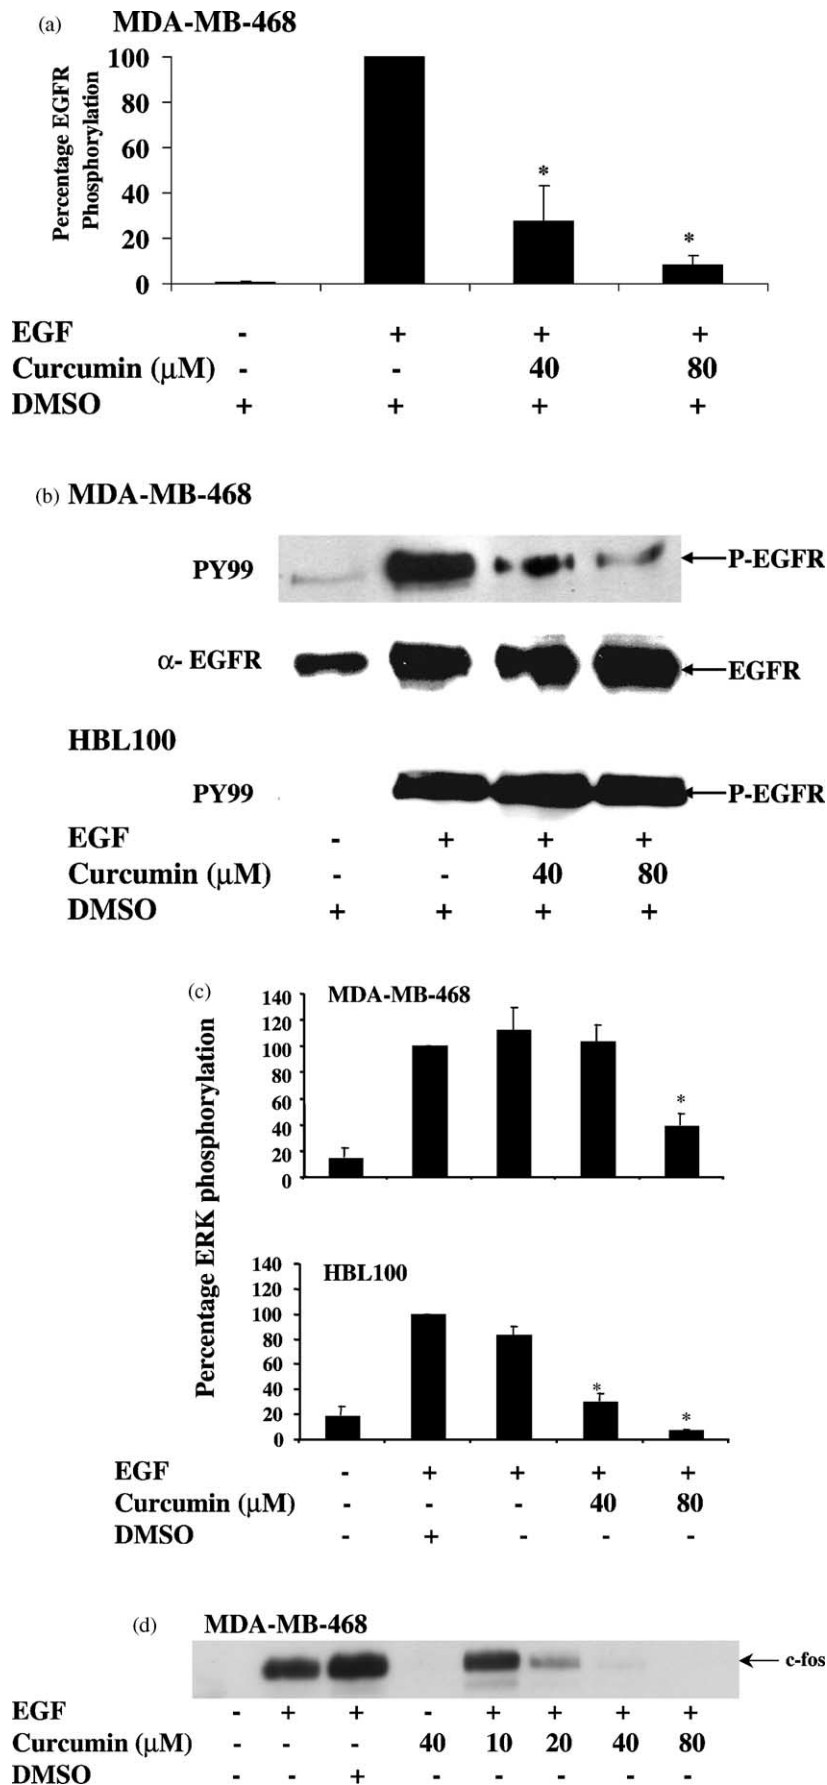 (a) MDA-MB-468
Percentage EGFR
Phosphorylation
100
80
60
40
20
0
*
*
EGF - + + +
Curcumin (μM) - - 40 80
DMSO + + + +
(b) MDA-MB-468
PY99
P-EGFR
α- EGFR
EGFR
HBL100
PY99
P-EGFR
EGF - + + +
Curcumin (μM) - - 40 80
DMSO + + + +
(c)
Percentage ERK phosphorylation
MDA-MB-468
140
120
100
80
60
40
20
0
*
HBL100
140
120
100
80
60
40
20
0
*
*
EGF - + + + +
Curcumin (μM) - - - 40 80
DMSO - + - - -
(d) MDA-MB-468
c-fos
EGF - + + - + + + +
Curcumin (μM) - - - 40 10 20 40 80
DMSO - - + - - - - -